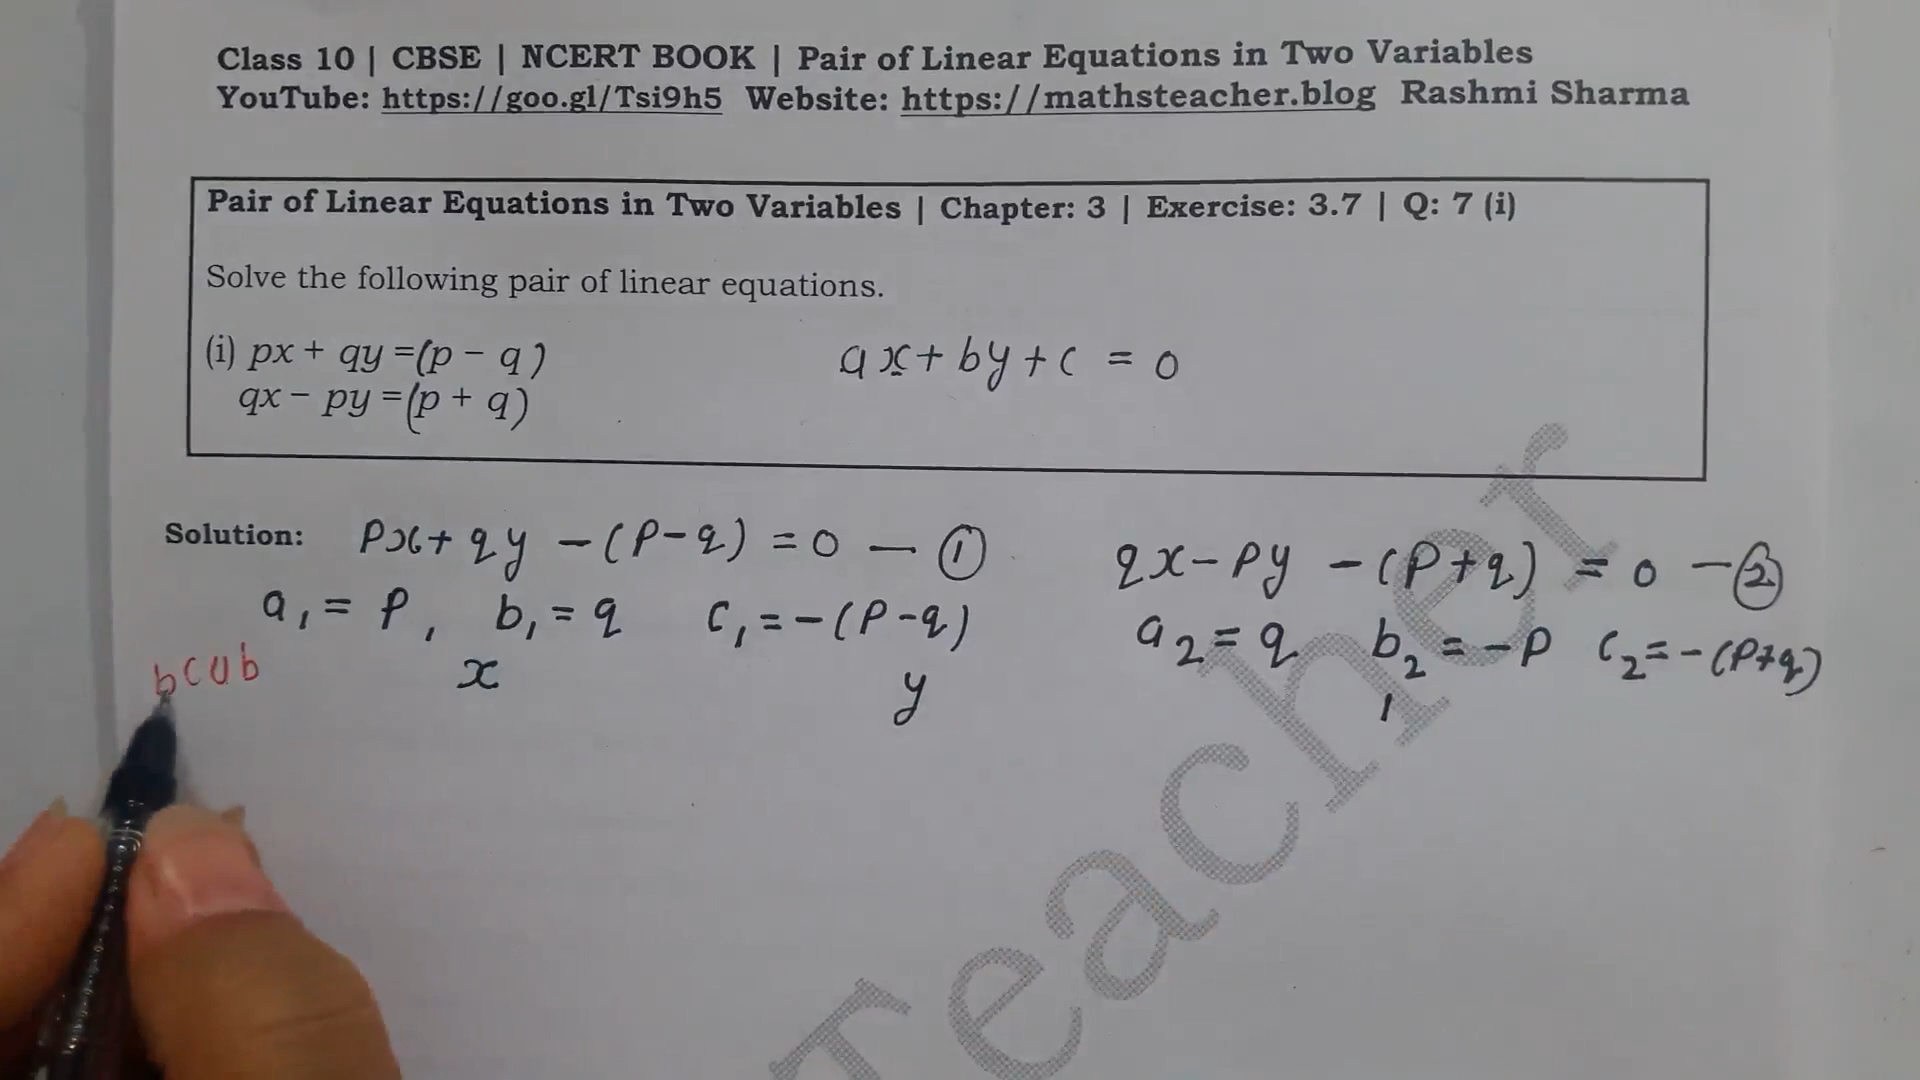 Class 10 | CBSE | NCERT BOOK | Pair of Linear Equations in Two Variables
YouTube: https://goo.gl/Tsi9h5 Website: https://mathsteacher.blog Rashmi Sharma
Pair of Linear Equations in Two Variables | Chapter: 3 | Exercise: 3.7 | Q: 7 (i)
Solve the following pair of linear equations.
(i) px + qy =(p − q) ax+by+c = 0
qx − py =(p + q)
Solution: px+qy −(p−q) = 0 — ① qx−py −(p+q) = 0 −②
a₁ = p, b₁ = q c₁ = −(p−q) a₂ = q b₂ = −p c₂ = −(p+q)
bcab x y 1
Teacher